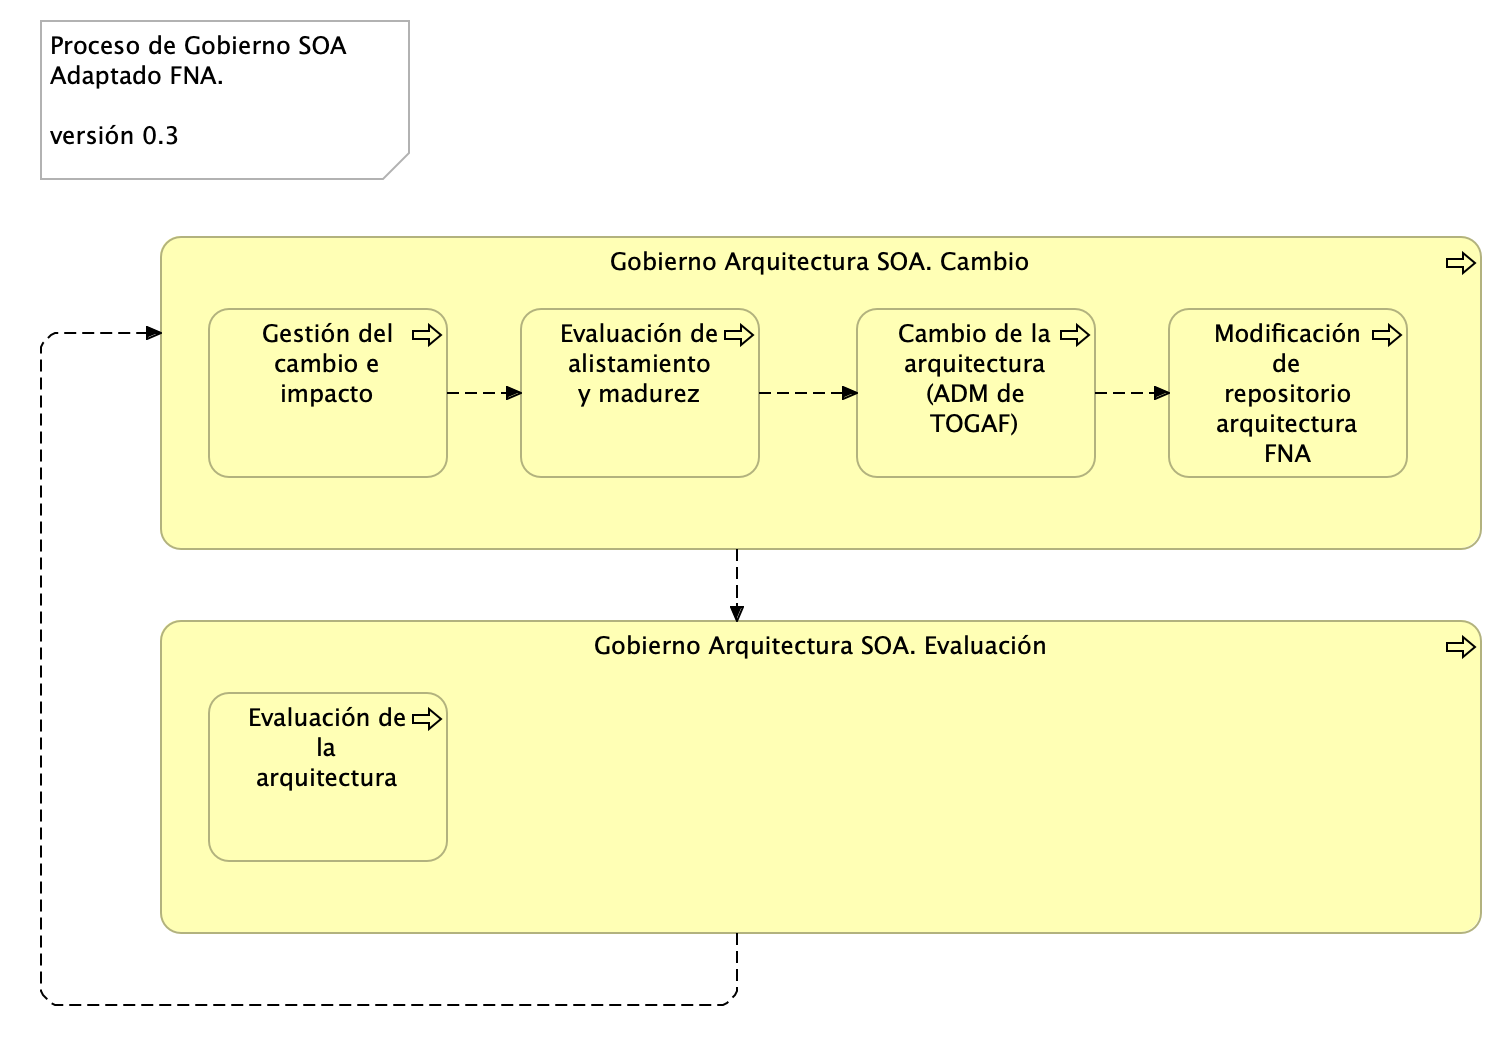 Proceso de Gobierno SOA
Adaptado FNA.
versión 0.3
Gobierno Arquitectura SOA. Cambio
Gestión del
cambio e
impacto
Evaluación de
alistamiento
y madurez
Cambio de la
arquitectura
(ADM de
TOGAF)
Modificación
de
repositorio
arquitectura
FNA
Gobierno Arquitectura SOA. Evaluación
Evaluación de
la
arquitectura